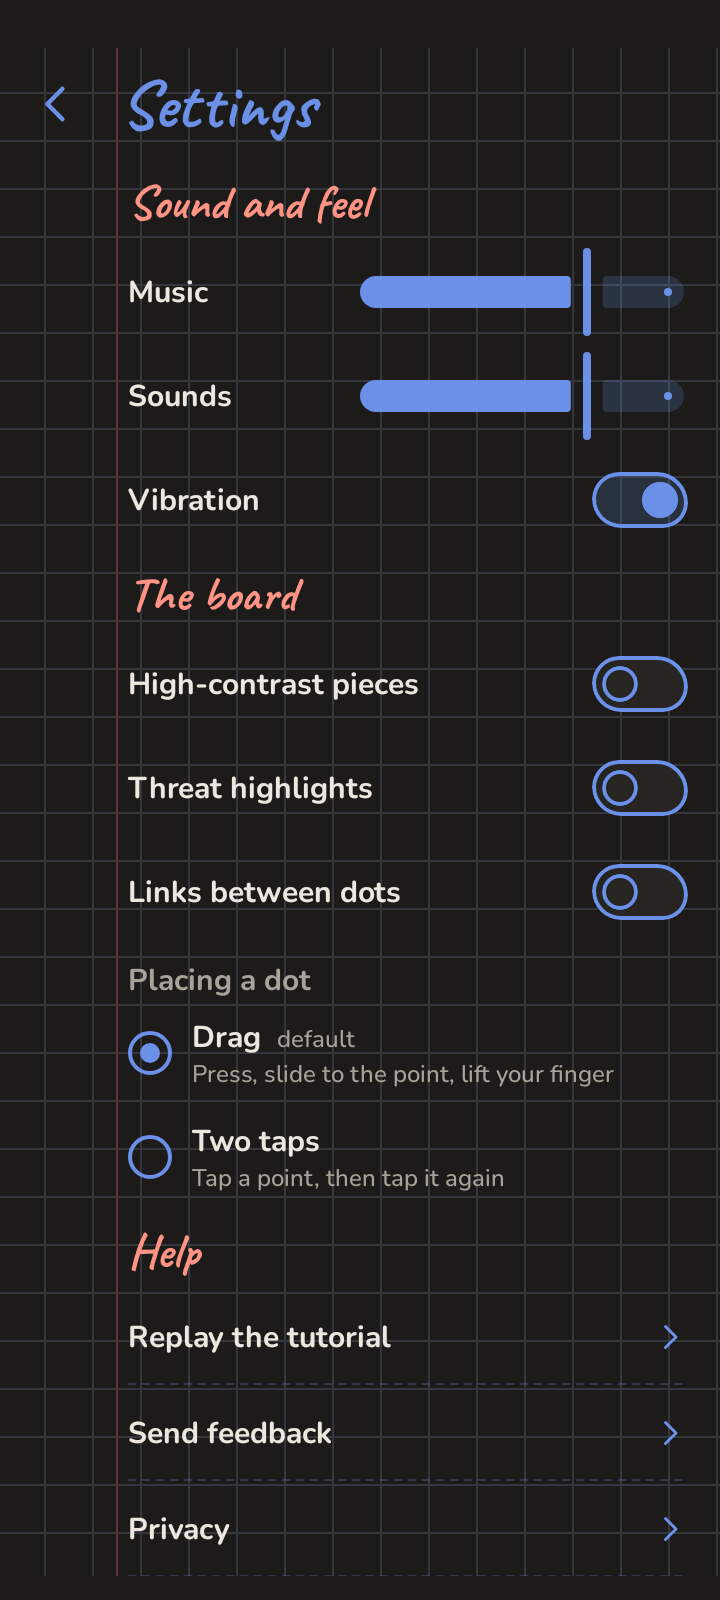 Settings
Sound and feel
Music
Sounds
Vibration
The board
High-contrast pieces
Threat highlights
Links between dots
Placing a dot
Drag default
Press, slide to the point, lift your finger
Two taps
Tap a point, then tap it again
Help
Replay the tutorial
Send feedback
Privacy